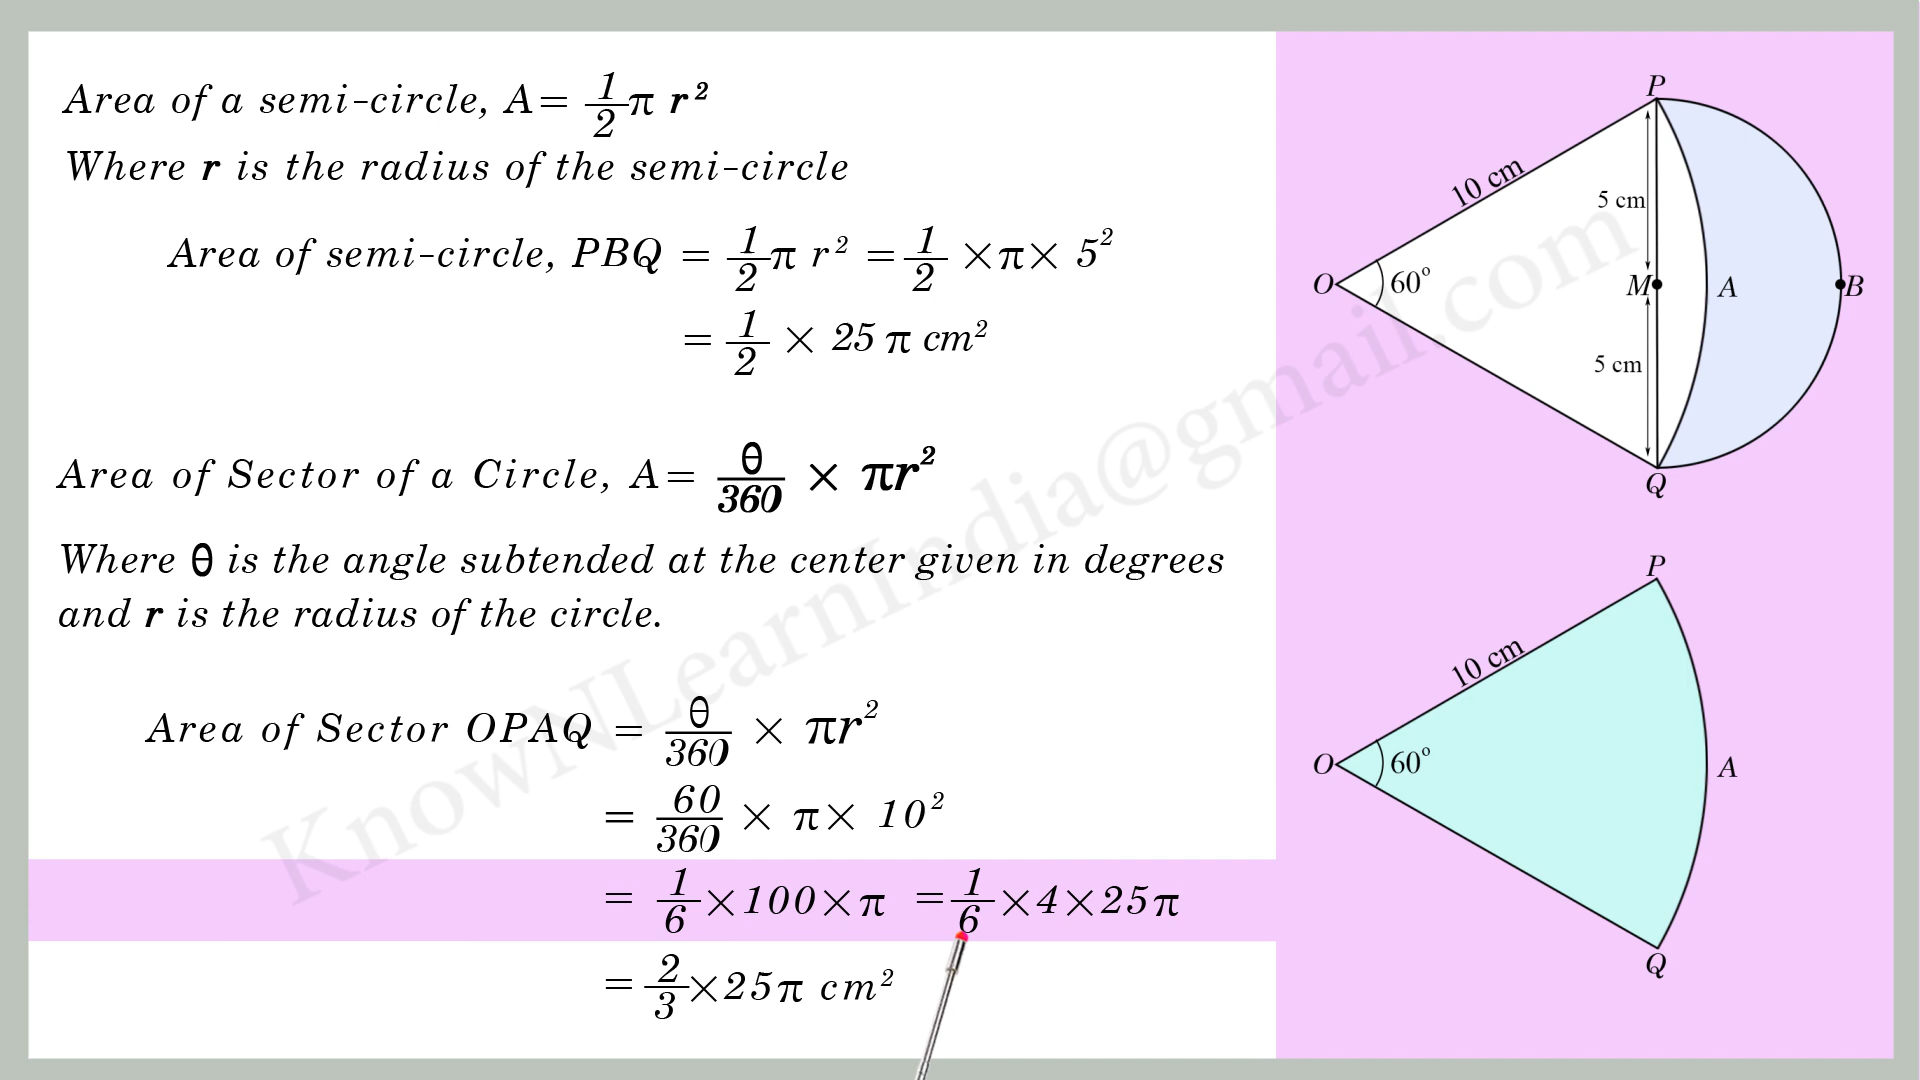 Area of a semi-circle, A= 1/2 π r²
Where r is the radius of the semi-circle
Area of semi-circle, PBQ = 1/2 π r² = 1/2 ×π× 5²
= 1/2 × 25 π cm²
Area of Sector of a Circle, A= θ/360 × πr²
Where θ is the angle subtended at the center given in degrees
and r is the radius of the circle.
Area of Sector OPAQ = θ/360 × πr²
= 60/360 × π× 10²
= 1/6 ×100×π = 1/6 ×4×25π
= 2/3 ×25π cm²
P
10 cm
5 cm
O 60° M A B
5 cm
Q
P
10 cm
O 60° A
Q
KnowNLearnIndia@gmail.com